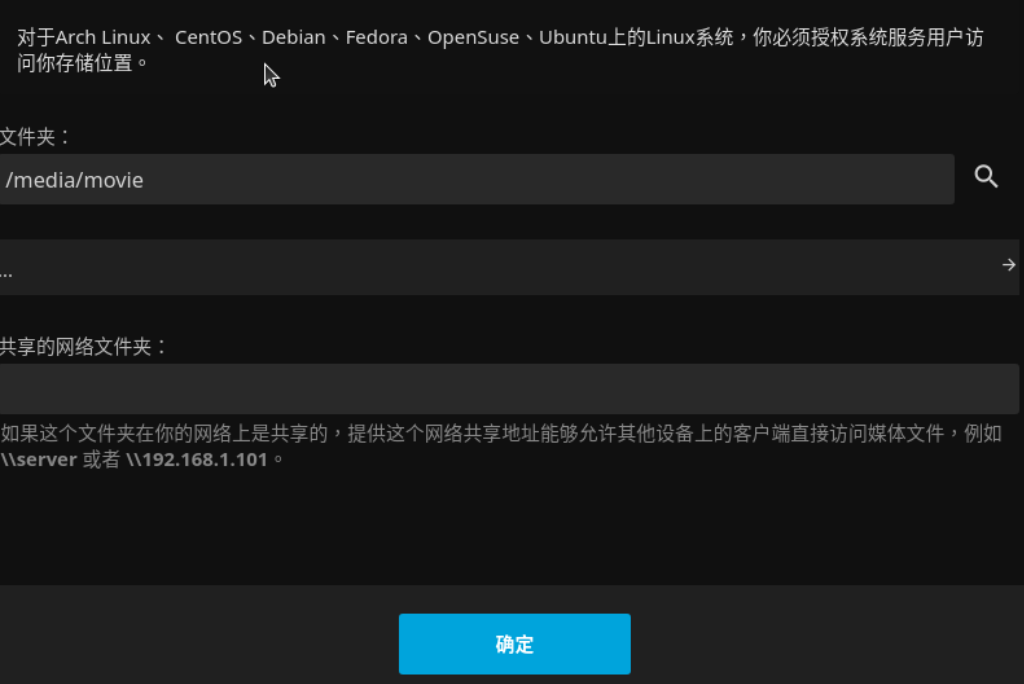 对于Arch Linux、 CentOS、Debian、Fedora、OpenSuse、Ubuntu上的Linux系统，你必须授权系统服务用户访
问你存储位置。
文件夹：
/media/movie
...
共享的网络文件夹：
如果这个文件夹在你的网络上是共享的，提供这个网络共享地址能够允许其他设备上的客户端直接访问媒体文件，例如
\\server 或者 \\192.168.1.101。
确定